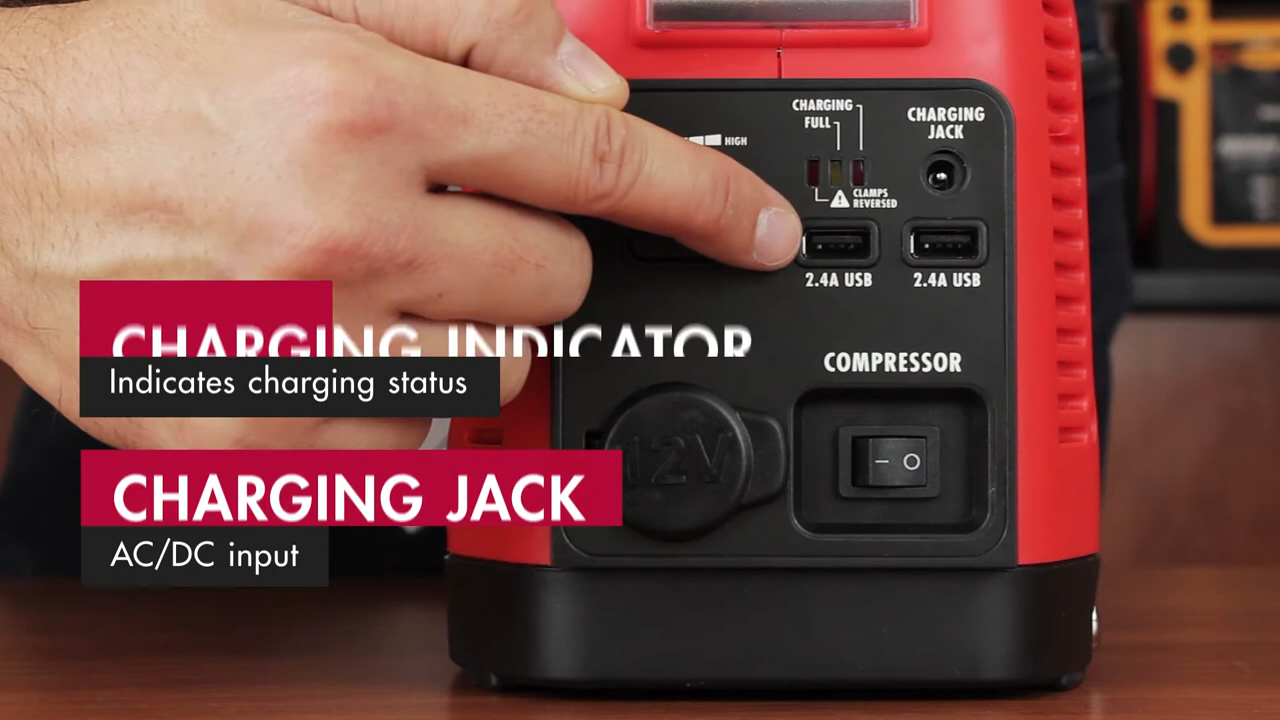 CHARGING
FULL
CHARGING
JACK
HIGH
CLAMPS
REVERSED
2.4A USB
2.4A USB
COMPRESSOR
12V
— O
CHARGING INDICATOR
Indicates charging status
CHARGING JACK
AC/DC input